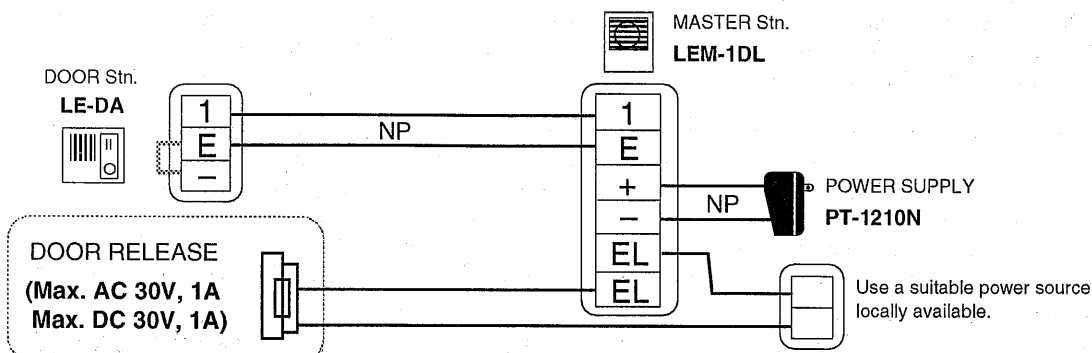 MASTER Stn.
LEM-1DL
DOOR Stn.
LE-DA
1
E
–
NP
1
E
+
–
EL
EL
NP
POWER SUPPLY
PT-1210N
DOOR RELEASE
(Max. AC 30V, 1A
Max. DC 30V, 1A)
Use a suitable power source
locally available.